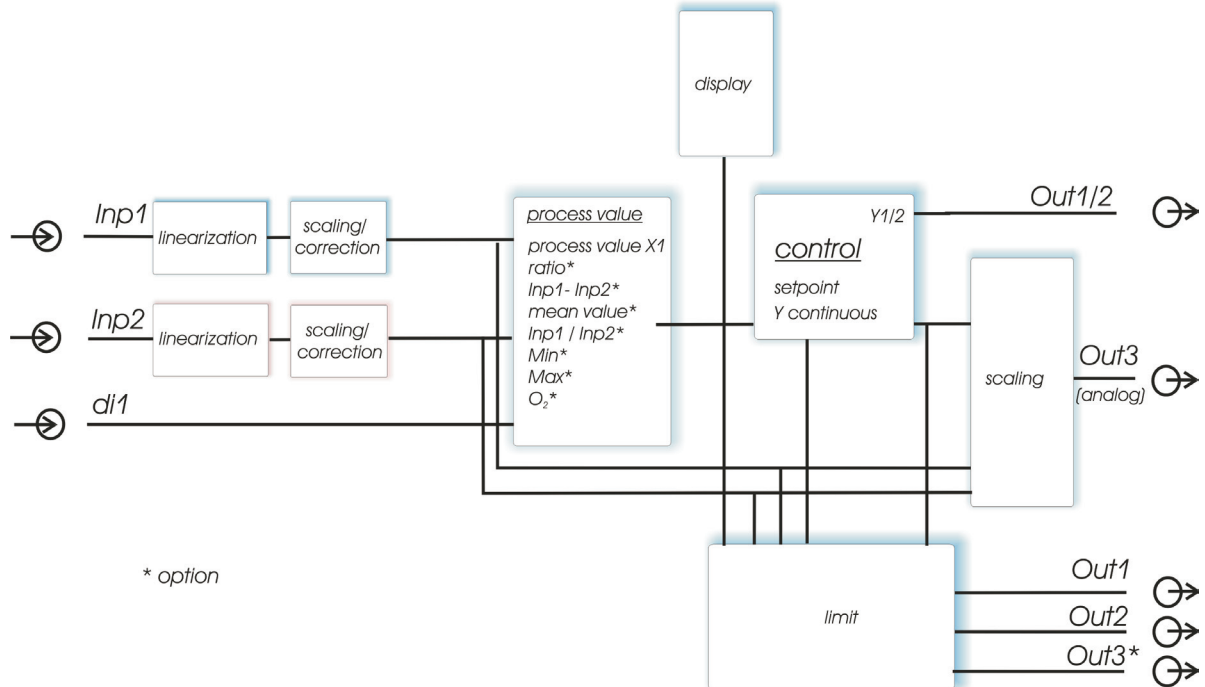 display
Inp1
linearization
scaling/
correction
Inp2
linearization
scaling/
correction
di1
process value
process value X1
ratio*
Inp1- Inp2*
mean value*
Inp1 / Inp2*
Min*
Max*
O₂*
Y1/2
control
setpoint
Y continuous
Out1/2
scaling
Out3
(analog)
* option
limit
Out1
Out2
Out3*